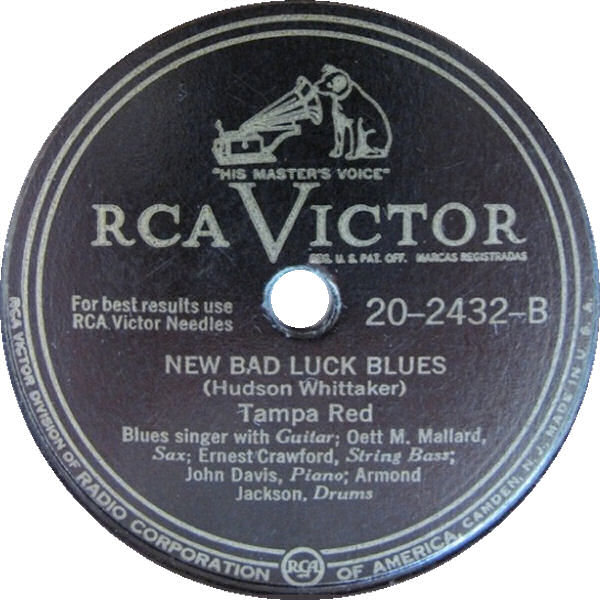 "HIS MASTER'S VOICE"
RCA VICTOR
REG. U. S. PAT. OFF. MARCAS REGISTRADAS
For best results use
RCA Victor Needles
20-2432-B
NEW BAD LUCK BLUES
(Hudson Whittaker)
Tampa Red
Blues singer with Guitar; Oett M. Mallard,
Sax; Ernest Crawford, String Bass;
John Davis, Piano; Armond
Jackson, Drums
RCA VICTOR DIVISION OF RADIO CORPORATION OF AMERICA, CAMDEN, N. J. MADE IN U. S. A.
RCA